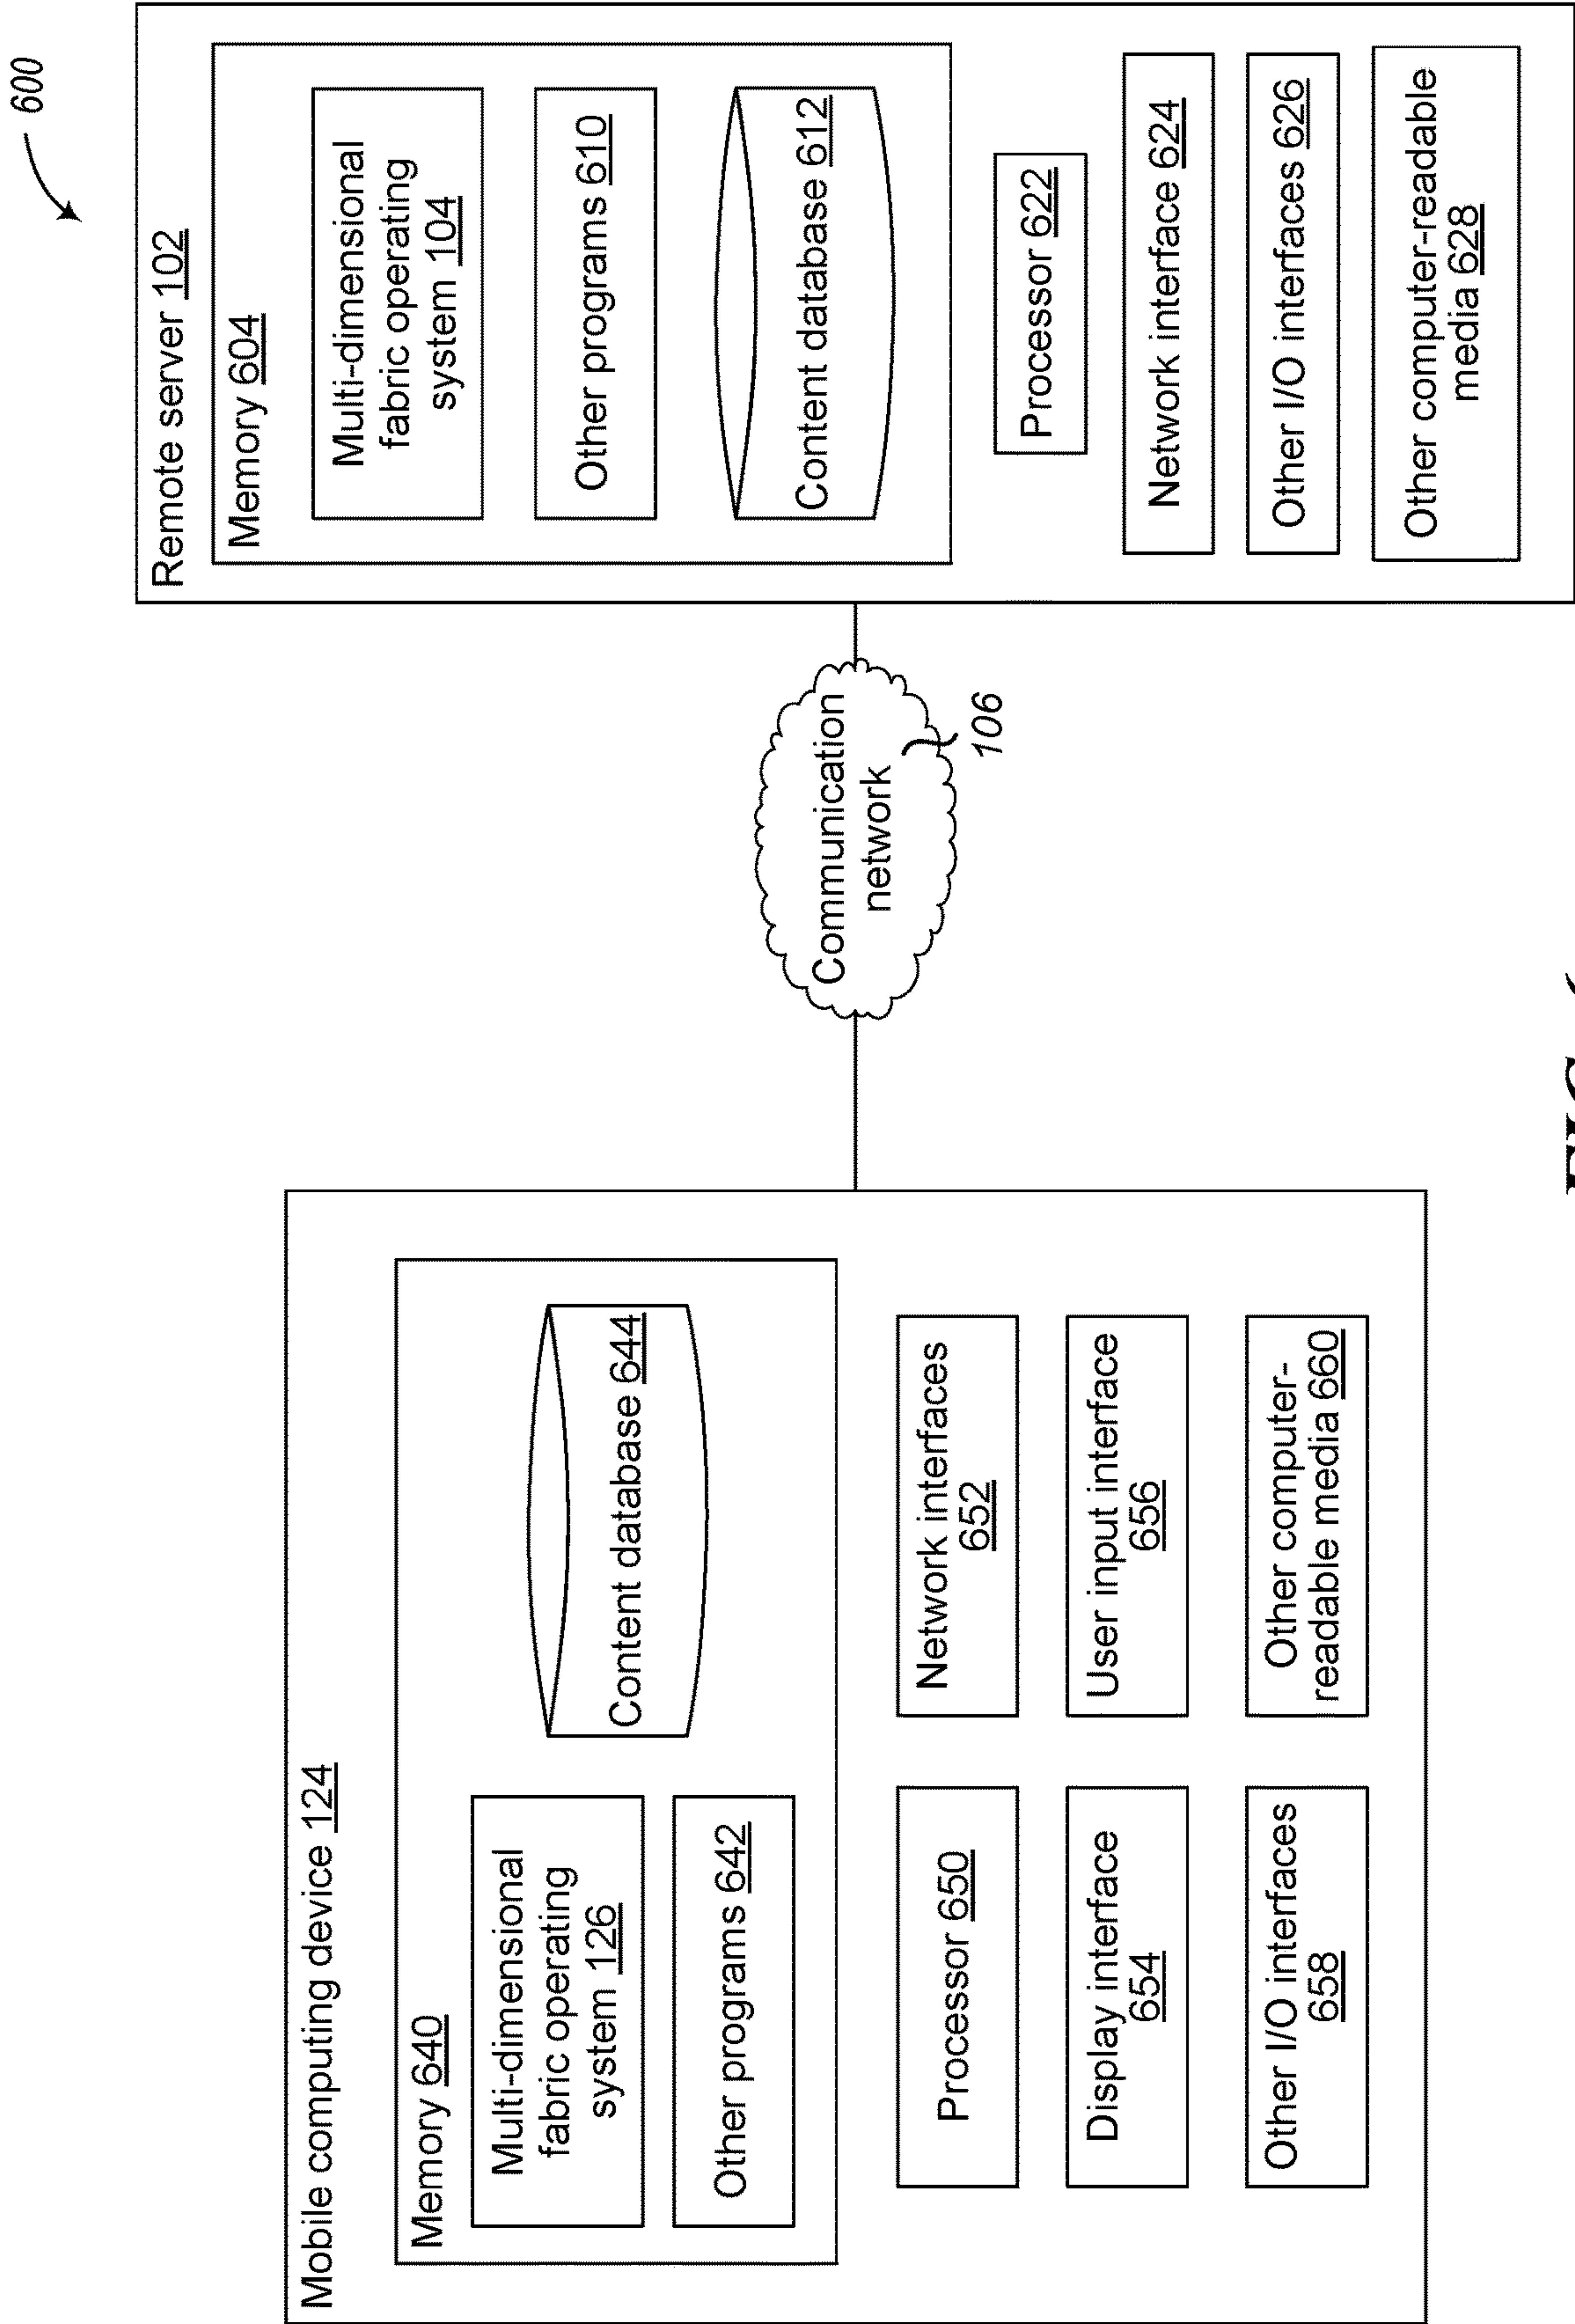 600
Mobile computing device 124
Memory 640
Multi-dimensional
fabric operating
system 126
Other programs 642
Content database 644
Processor 650
Network interfaces
652
Display interface
654
User input interface
656
Other I/O interfaces
658
Other computer-
readable media 660
Communication
network
106
Remote server 102
Memory 604
Multi-dimensional
fabric operating
system 104
Other programs 610
Content database 612
Processor 622
Network interface 624
Other I/O interfaces 626
Other computer-readable
media 628